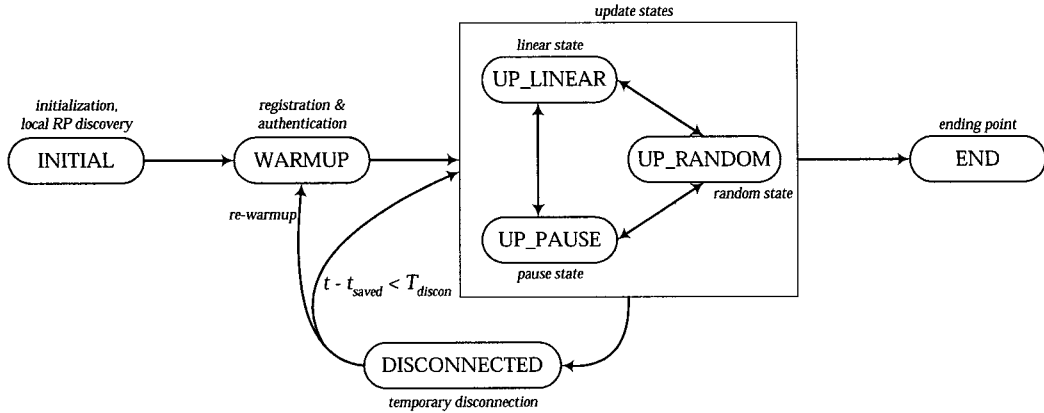 update states
linear state
UP_LINEAR
initialization,
local RP discovery
INITIAL
registration &
authentication
WARMUP
UP_RANDOM
random state
ending point
END
UP_PAUSE
pause state
re-warmup
t - t_saved < T_discon
DISCONNECTED
temporary disconnection